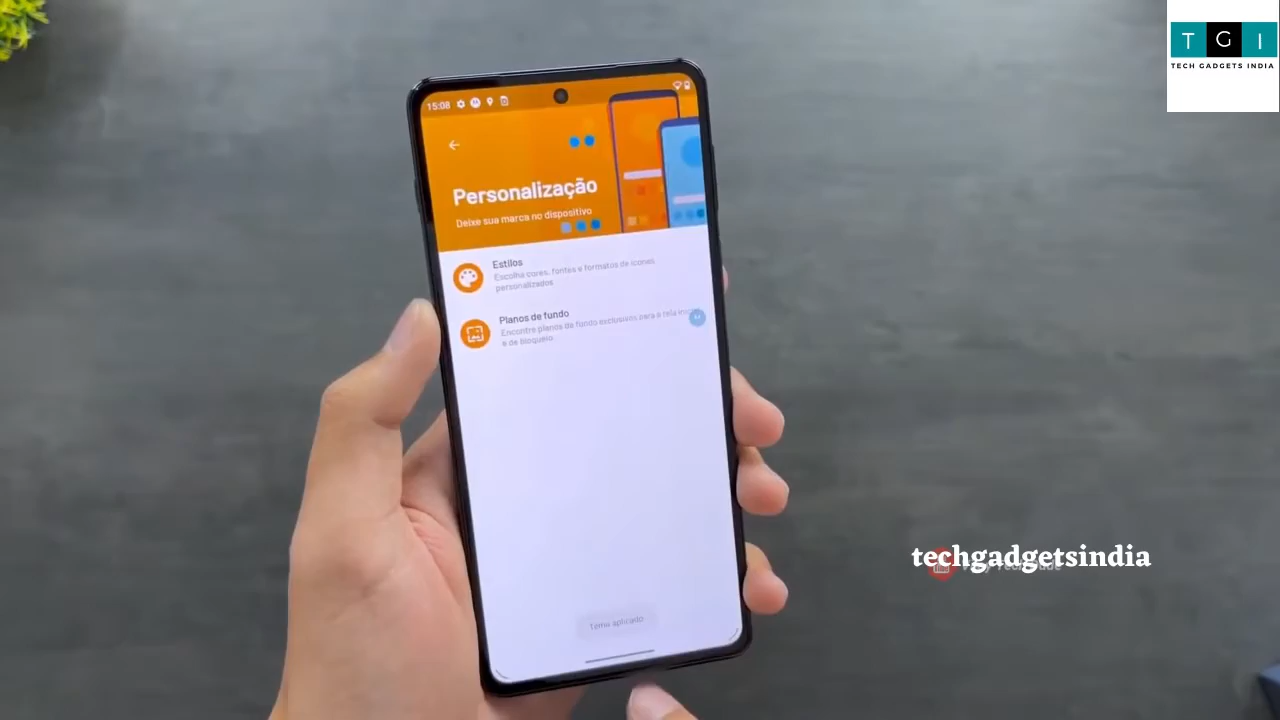 T G I
TECH GADGETS INDIA
15:08
Personalização
Deixe sua marca no dispositivo
Estilos
Escolha cores, fontes e formatos de ícones
personalizados
Planos de fundo
Encontre planos de fundo exclusivos para a tela
e de bloqueio
techgadgetsindia
Tema aplicado